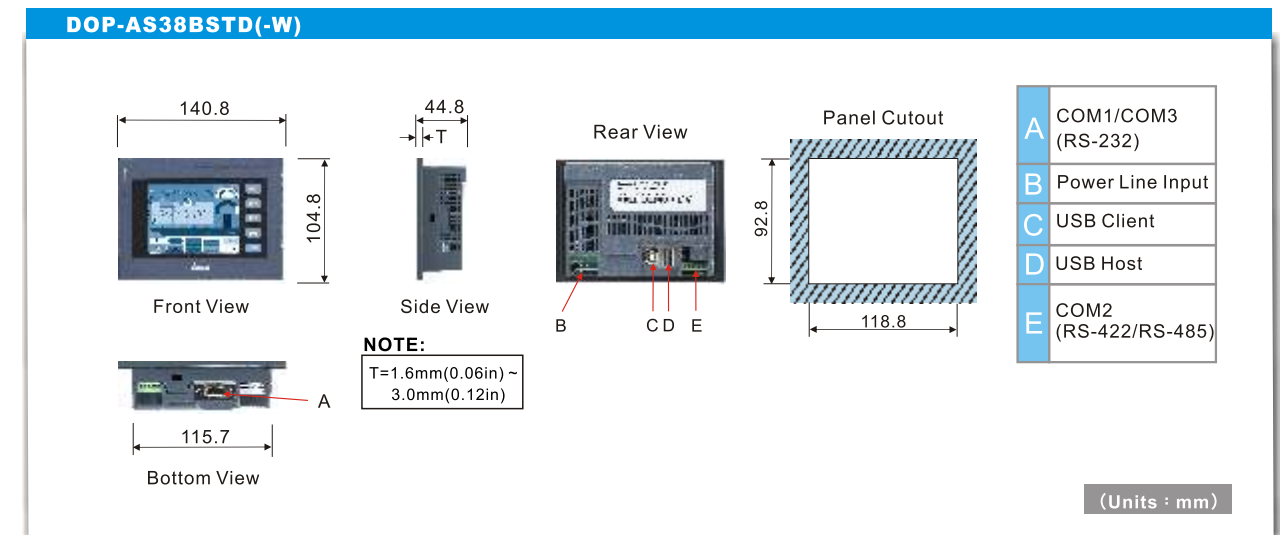 DOP-AS38BSTD(-W)
140.8
104.8
Front View
44.8
T
Side View
Rear View
B
C D
E
Panel Cutout
92.8
118.8
A
COM1/COM3
(RS-232)
B
Power Line Input
C
USB Client
D
USB Host
E
COM2
(RS-422/RS-485)
NOTE:
T=1.6mm(0.06in) ~
3.0mm(0.12in)
A
115.7
Bottom View
(Units : mm)